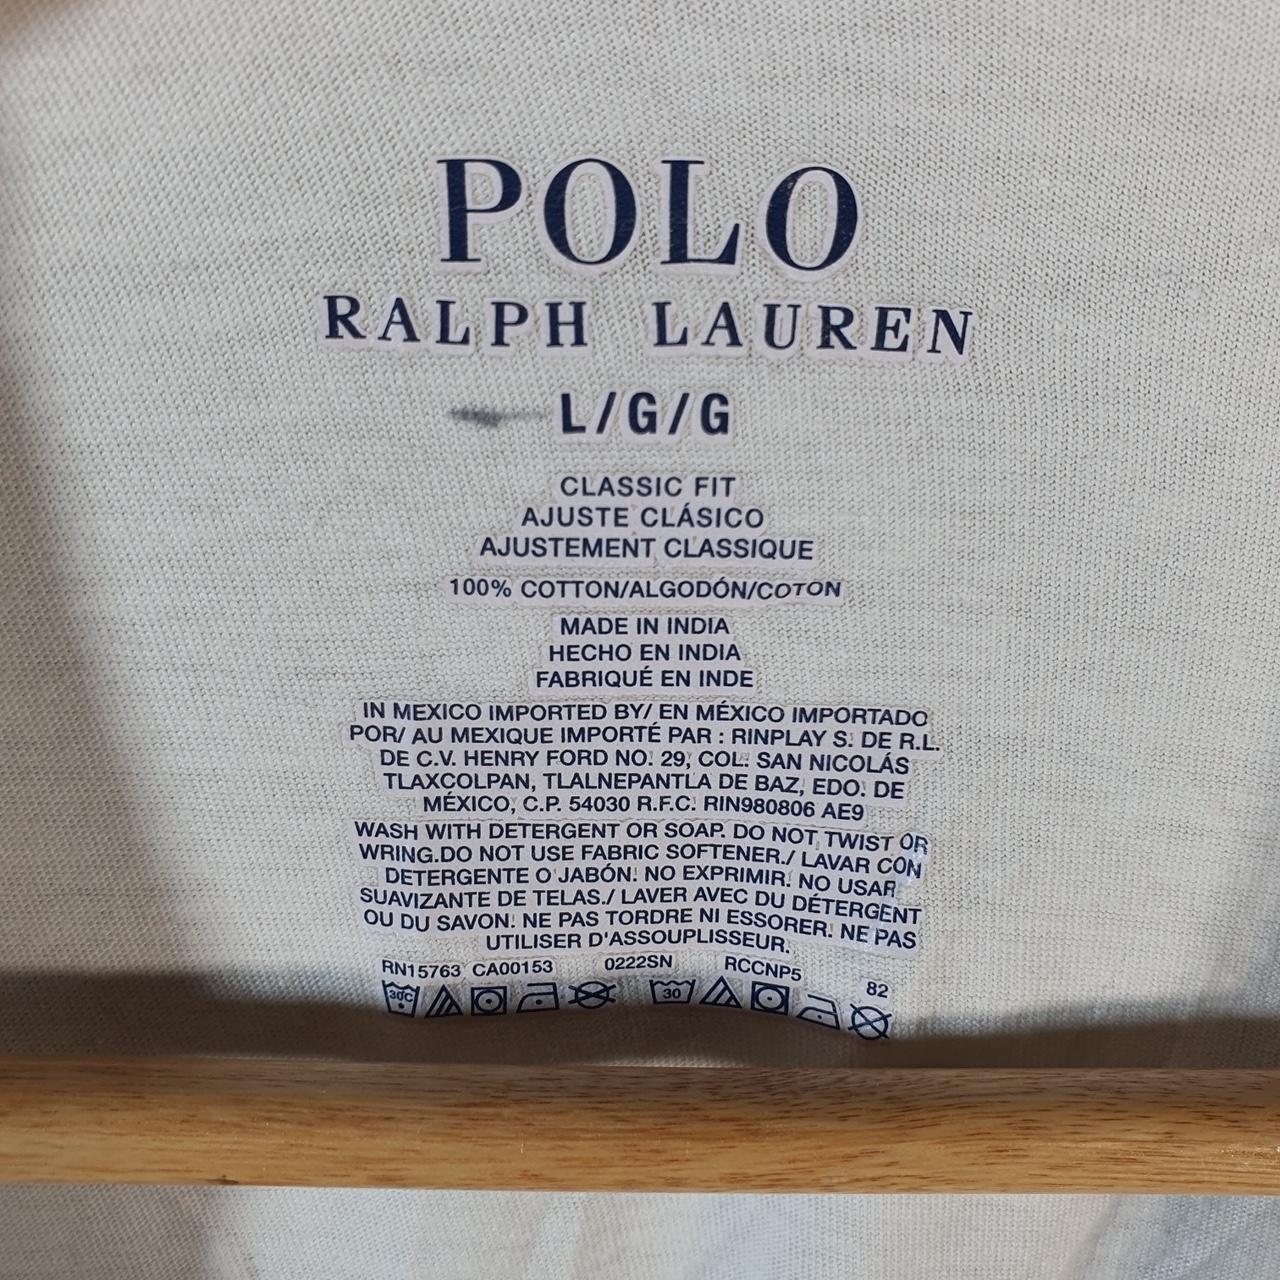 POLO
RALPH LAUREN
L/G/G
CLASSIC FIT
AJUSTE CLÁSICO
AJUSTEMENT CLASSIQUE
100% COTTON/ALGODÓN/COTON
MADE IN INDIA
HECHO EN INDIA
FABRIQUÉ EN INDE
IN MEXICO IMPORTED BY/ EN MÉXICO IMPORTADO
POR/ AU MEXIQUE IMPORTÉ PAR : RINPLAY S. DE R.L.
DE C.V. HENRY FORD NO. 29, COL. SAN NICOLÁS
TLAXCOLPAN, TLALNEPANTLA DE BAZ, EDO. DE
MÉXICO, C.P. 54030 R.F.C. RIN980806 AE9
WASH WITH DETERGENT OR SOAP. DO NOT TWIST OR
WRING.DO NOT USE FABRIC SOFTENER./ LAVAR CON
DETERGENTE O JABÓN. NO EXPRIMIR. NO USAR
SUAVIZANTE DE TELAS./ LAVER AVEC DU DÉTERGENT
OU DU SAVON. NE PAS TORDRE NI ESSORER. NE PAS
UTILISER D'ASSOUPLISSEUR.
RN15763 CA00153 0222SN RCCNP5 82
30C 30